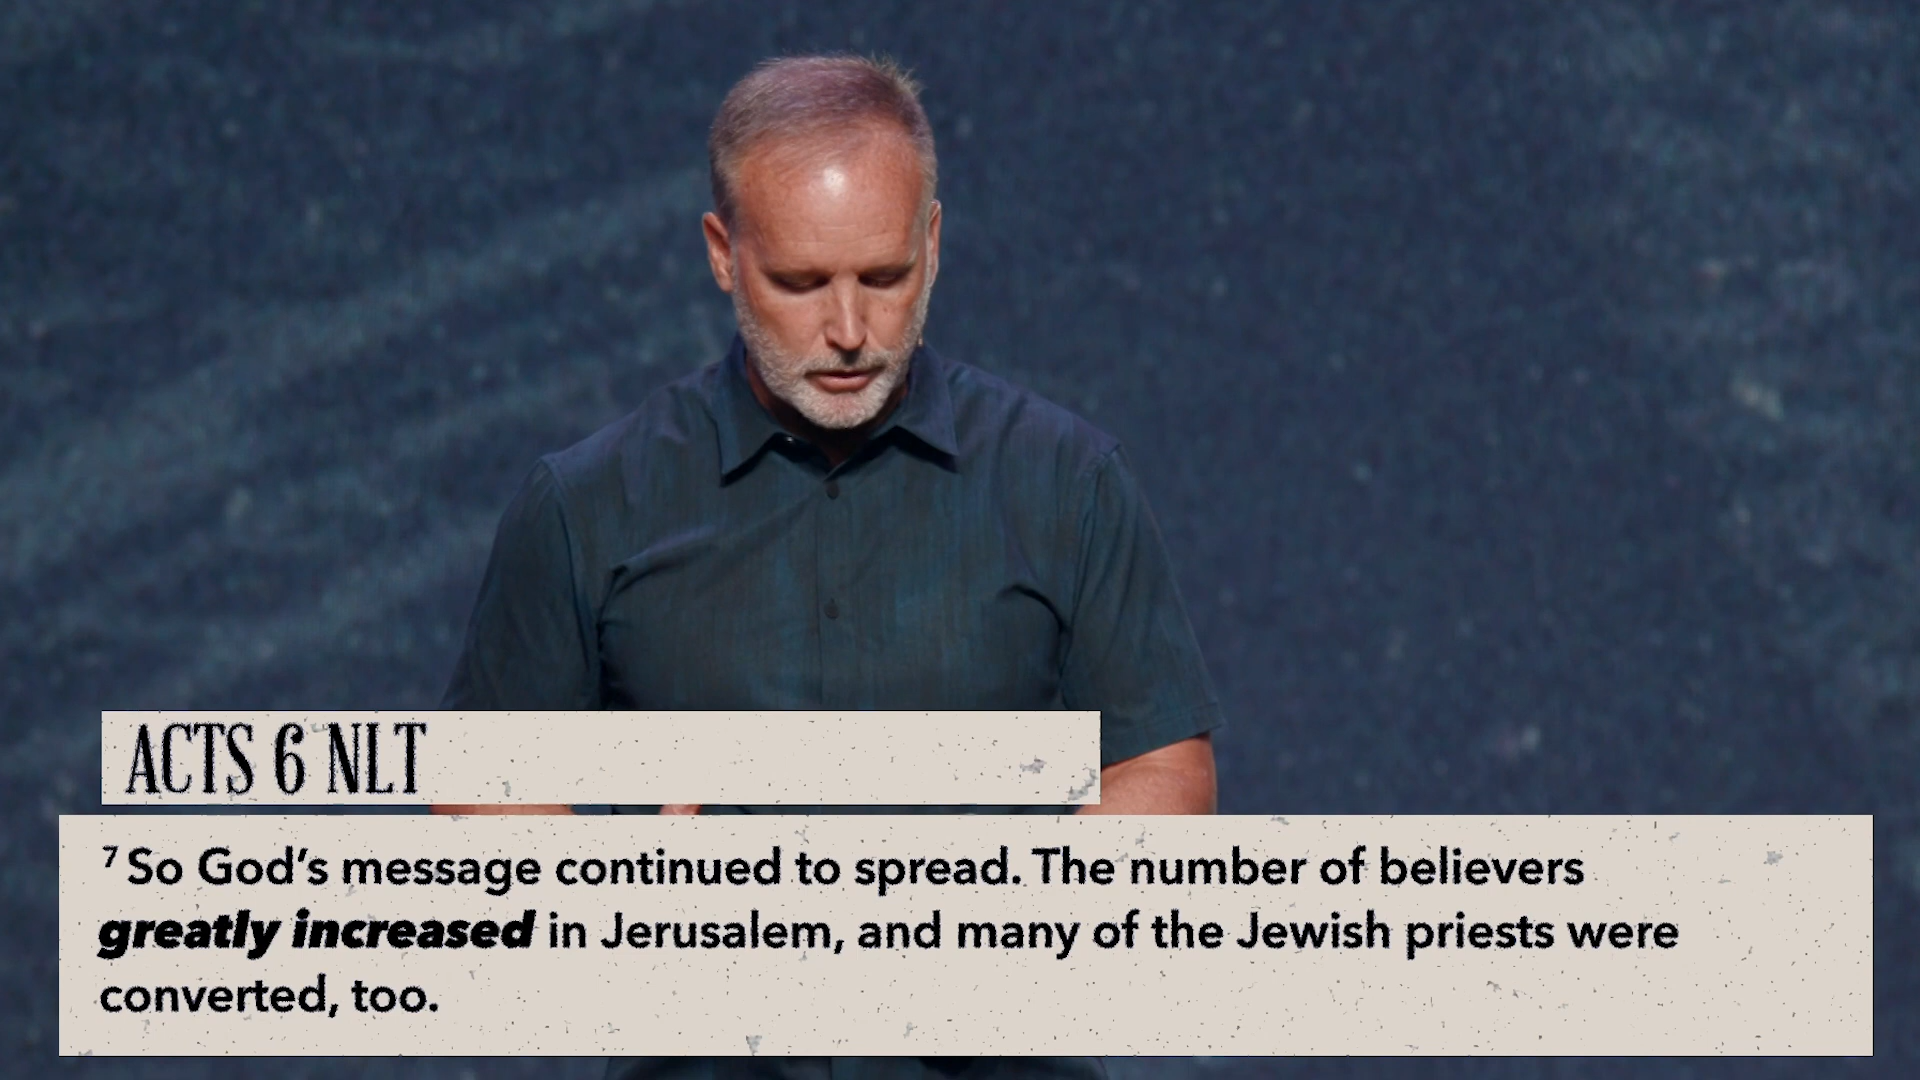 ACTS 6 NLT
7 So God’s message continued to spread. The number of believers
greatly increased in Jerusalem, and many of the Jewish priests were
converted, too.